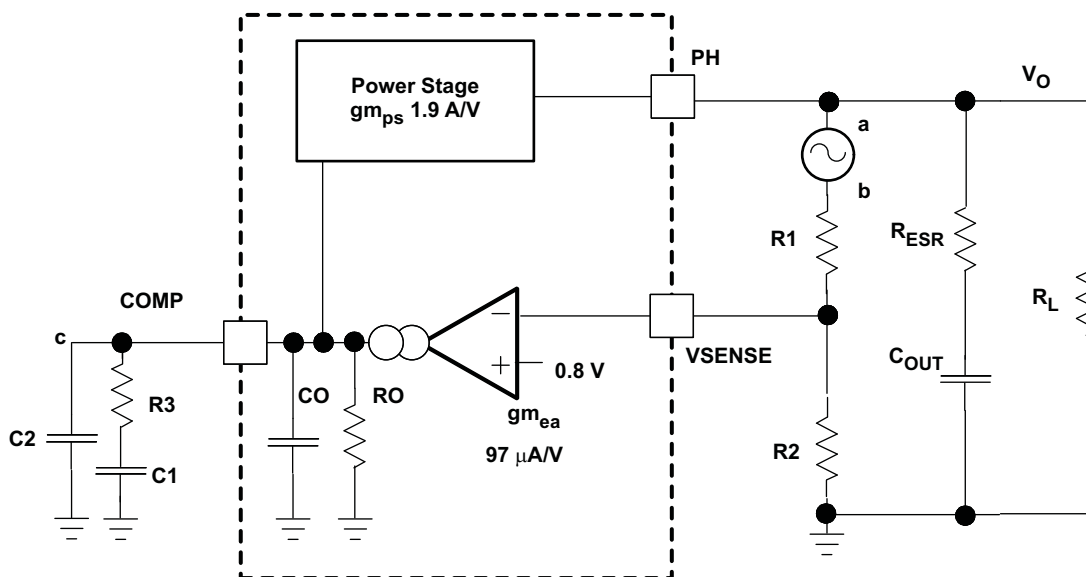 PH
Power Stage
gm_ps 1.9 A/V
V_O
a
b
R1
R_ESR
COMP
R_L
c
VSENSE
0.8 V
C_OUT
R3
CO
RO
gm_ea
C2
97 μA/V
R2
C1